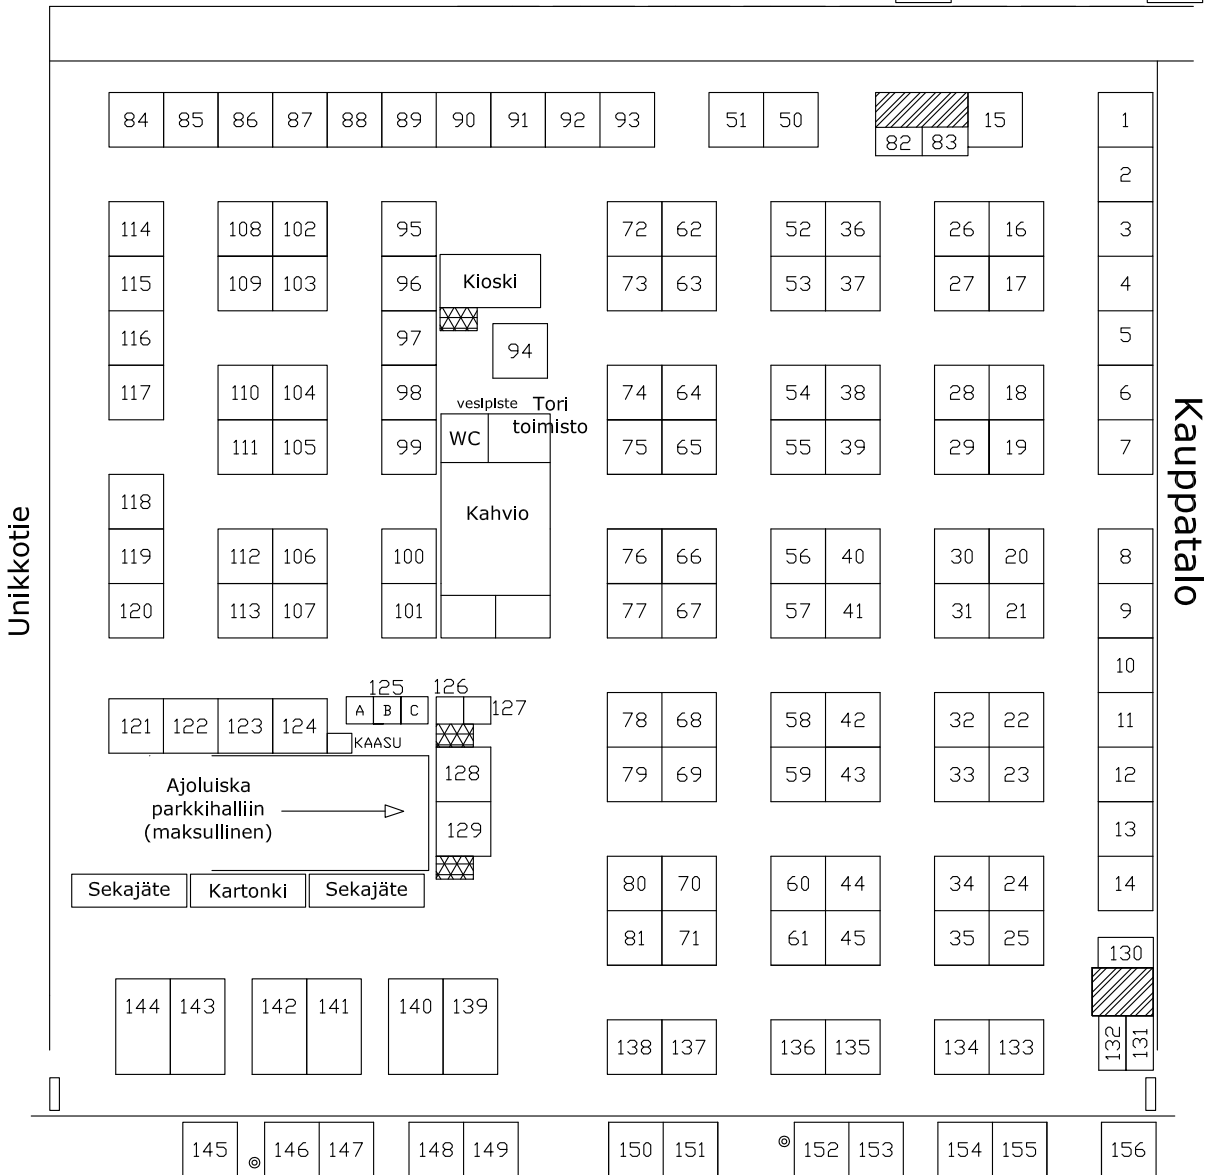 84 85 86 87 88 89 90 91 92 93 51 50 15 1
82 83
2
114 108 102 95 72 62 52 36 26 16 3
115 109 103 96 Kioski 73 63 53 37 27 17 4
116 97 94 5
117 110 104 98 74 64 54 38 28 18 6
vesipiste Tori
toimisto
111 105 99 WC 75 65 55 39 29 19 7
118 Kahvio
119 112 106 100 76 66 56 40 30 20 8
120 113 107 101 77 67 57 41 31 21 9
10
125 126
A B C 127
121 122 123 124 78 68 58 42 32 22 11
KAASU
128 79 69 59 43 33 23 12
Ajoluiska
parkkihalliin
(maksullinen)
129 13
Sekajäte Kartonki Sekajäte 80 70 60 44 34 24 14
81 71 61 45 35 25
130
144 143 142 141 140 139
138 137 136 135 134 133 132 131
145 146 147 148 149 150 151 152 153 154 155 156
Unikkotie
Kauppatalo